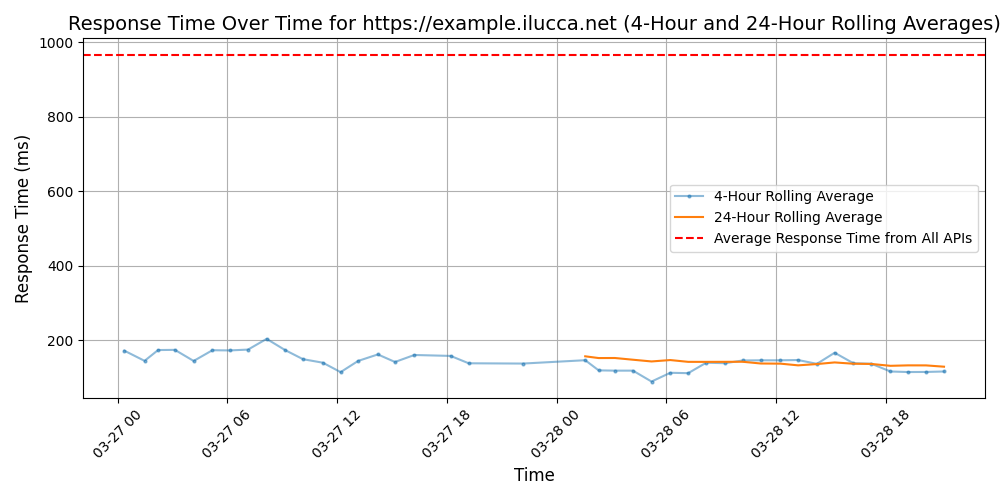 Response Time Over Time for https://example.ilucca.net (4-Hour and 24-Hour Rolling Averages)
Response Time (ms)
1000
800
600
400
200
4-Hour Rolling Average
24-Hour Rolling Average
Average Response Time from All APIs
03-27 00
03-27 06
03-27 12
03-27 18
03-28 00
03-28 06
03-28 12
03-28 18
Time